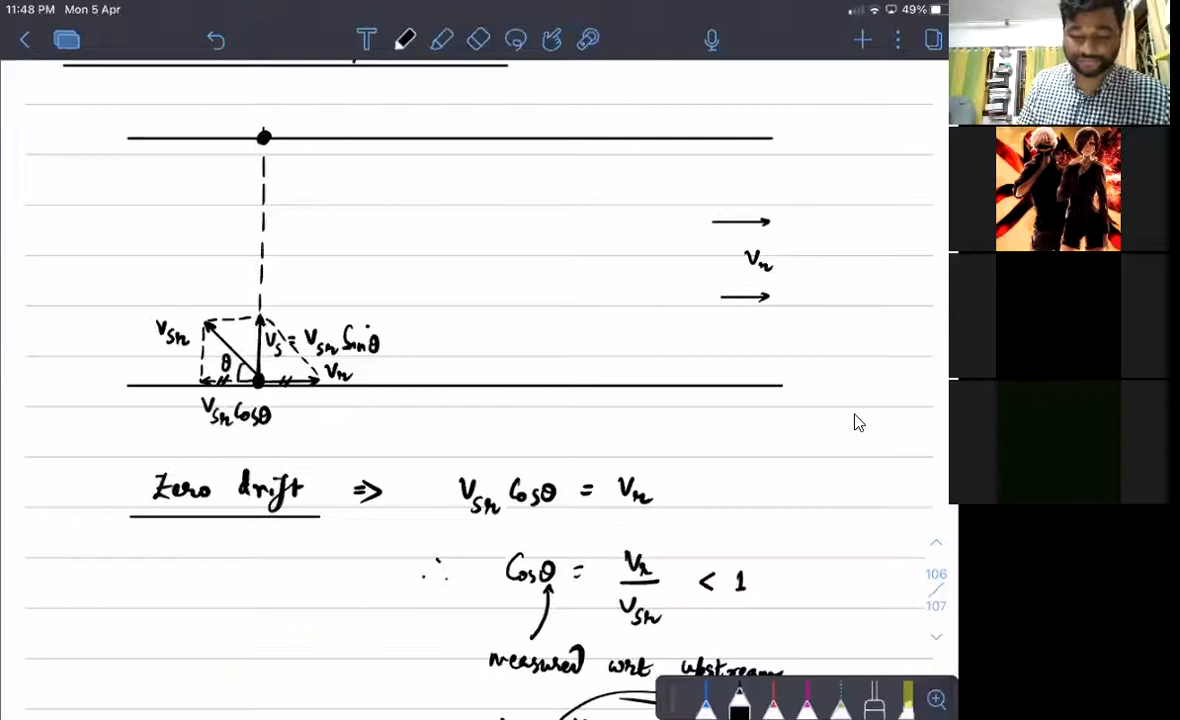 11:48 PM Mon 5 Apr
49%
T
vr
vsr
vs = vsr Sinθ
θ
vr
vsr Cosθ
Zero drift ⇒ vsr Cosθ = vr
∴ Cosθ = vr / vsr < 1
measured wrt upstream
106
107